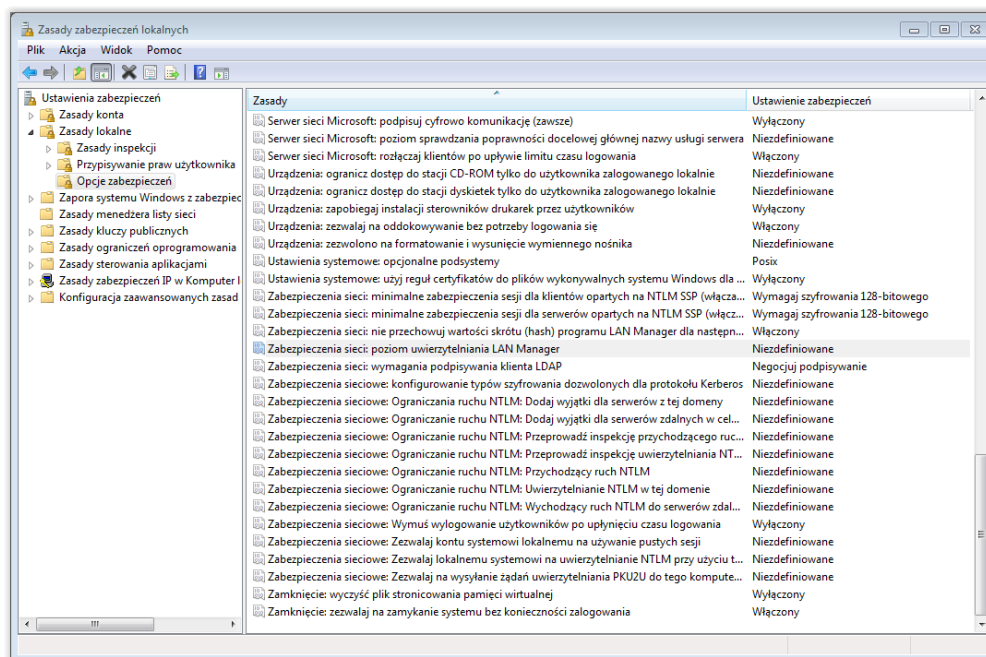 Zasady zabezpieczeń lokalnych
Plik Akcja Widok Pomoc
Ustawienia zabezpieczeń
Zasady konta
Zasady lokalne
Zasady inspekcji
Przypisywanie praw użytkownika
Opcje zabezpieczeń
Zapora systemu Windows z zabezpiec
Zasady menedżera listy sieci
Zasady kluczy publicznych
Zasady ograniczeń oprogramowania
Zasady sterowania aplikacjami
Zasady zabezpieczeń IP w Komputer l
Konfiguracja zaawansowanych zasad
Zasady Ustawienie zabezpieczeń
Serwer sieci Microsoft: podpisuj cyfrowo komunikację (zawsze) Wyłączony
Serwer sieci Microsoft: poziom sprawdzania poprawności docelowej głównej nazwy usługi serwera Niezdefiniowane
Serwer sieci Microsoft: rozłączaj klientów po upływie limitu czasu logowania Włączony
Urządzenia: ogranicz dostęp do stacji CD-ROM tylko do użytkownika zalogowanego lokalnie Niezdefiniowane
Urządzenia: ogranicz dostęp do stacji dyskietek tylko do użytkownika zalogowanego lokalnie Niezdefiniowane
Urządzenia: zapobiegaj instalacji sterowników drukarek przez użytkowników Wyłączony
Urządzenia: zezwalaj na oddokowywanie bez potrzeby logowania się Włączony
Urządzenia: zezwolono na formatowanie i wysunięcie wymiennego nośnika Niezdefiniowane
Ustawienia systemowe: opcjonalne podsystemy Posix
Ustawienia systemowe: użyj reguł certyfikatów do plików wykonywalnych systemu Windows dla ... Wyłączony
Zabezpieczenia sieci: minimalne zabezpieczenia sesji dla klientów opartych na NTLM SSP (włącza... Wymagaj szyfrowania 128-bitowego
Zabezpieczenia sieci: minimalne zabezpieczenia sesji dla serwerów opartych na NTLM SSP (włącz... Wymagaj szyfrowania 128-bitowego
Zabezpieczenia sieci: nie przechowuj wartości skrótu (hash) programu LAN Manager dla następn... Włączony
Zabezpieczenia sieci: poziom uwierzytelniania LAN Manager Niezdefiniowane
Zabezpieczenia sieci: wymagania podpisywania klienta LDAP Negocjuj podpisywanie
Zabezpieczenia sieciowe: konfigurowanie typów szyfrowania dozwolonych dla protokołu Kerberos Niezdefiniowane
Zabezpieczenia sieciowe: Ograniczanie ruchu NTLM: Dodaj wyjątki dla serwerów z tej domeny Niezdefiniowane
Zabezpieczenia sieciowe: Ograniczanie ruchu NTLM: Dodaj wyjątki dla serwerów zdalnych w cel... Niezdefiniowane
Zabezpieczenia sieciowe: Ograniczanie ruchu NTLM: Przeprowadź inspekcję przychodzącego ruc... Niezdefiniowane
Zabezpieczenia sieciowe: Ograniczanie ruchu NTLM: Przeprowadź inspekcję uwierzytelniania NT... Niezdefiniowane
Zabezpieczenia sieciowe: Ograniczanie ruchu NTLM: Przychodzący ruch NTLM Niezdefiniowane
Zabezpieczenia sieciowe: Ograniczanie ruchu NTLM: Uwierzytelnianie NTLM w tej domenie Niezdefiniowane
Zabezpieczenia sieciowe: Ograniczanie ruchu NTLM: Wychodzący ruch NTLM do serwerów zdal... Niezdefiniowane
Zabezpieczenia sieciowe: Wymuś wylogowanie użytkowników po upłynięciu czasu logowania Wyłączony
Zabezpieczenia sieciowe: Zezwalaj kontu systemowi lokalnemu na używanie pustych sesji Niezdefiniowane
Zabezpieczenia sieciowe: Zezwalaj lokalnemu systemowi na uwierzytelnianie NTLM przy użyciu t... Niezdefiniowane
Zabezpieczenia sieciowe: Zezwalaj na wysyłanie żądań uwierzytelniania PKU2U do tego kompute... Niezdefiniowane
Zamknięcie: wyczyść plik stronicowania pamięci wirtualnej Wyłączony
Zamknięcie: zezwalaj na zamykanie systemu bez konieczności zalogowania Włączony